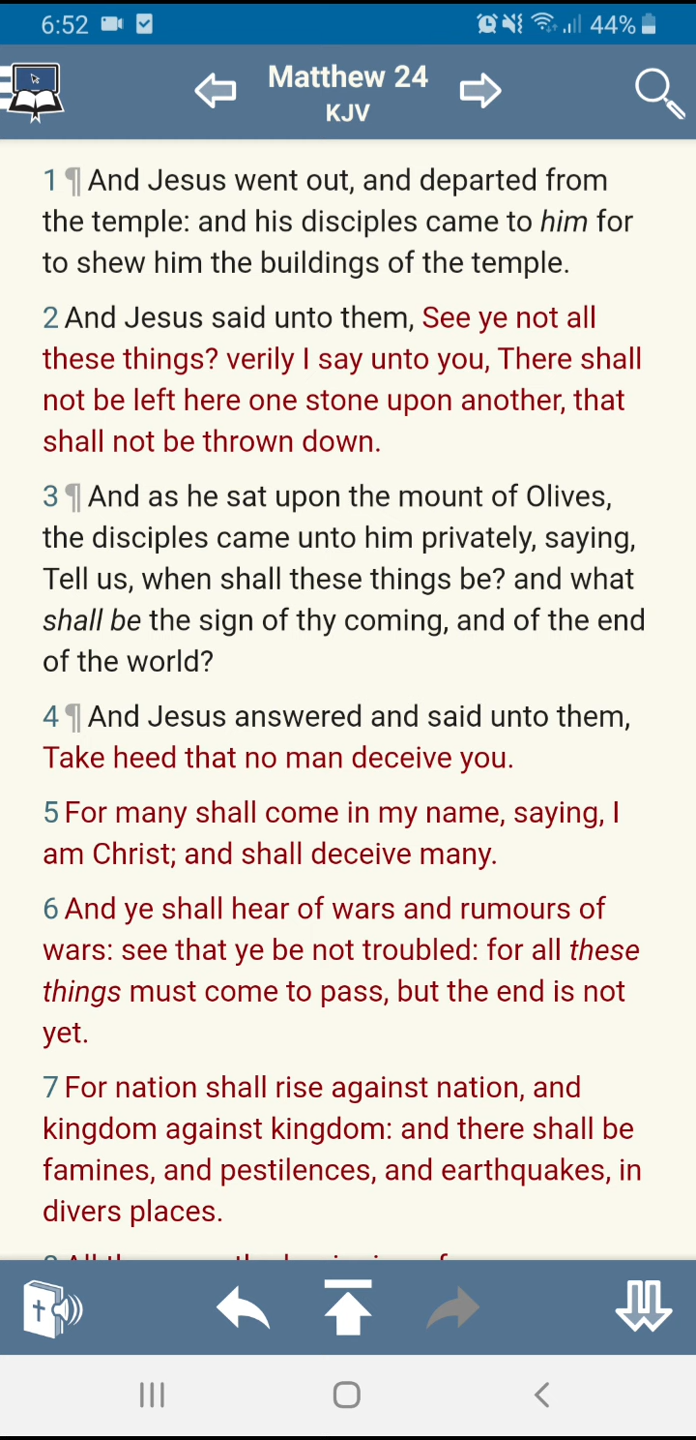 6:52 44%
Matthew 24
KJV
1 ¶ And Jesus went out, and departed from
the temple: and his disciples came to him for
to shew him the buildings of the temple.
2 And Jesus said unto them, See ye not all
these things? verily I say unto you, There shall
not be left here one stone upon another, that
shall not be thrown down.
3 ¶ And as he sat upon the mount of Olives,
the disciples came unto him privately, saying,
Tell us, when shall these things be? and what
shall be the sign of thy coming, and of the end
of the world?
4 ¶ And Jesus answered and said unto them,
Take heed that no man deceive you.
5 For many shall come in my name, saying, I
am Christ; and shall deceive many.
6 And ye shall hear of wars and rumours of
wars: see that ye be not troubled: for all these
things must come to pass, but the end is not
yet.
7 For nation shall rise against nation, and
kingdom against kingdom: and there shall be
famines, and pestilences, and earthquakes, in
divers places.